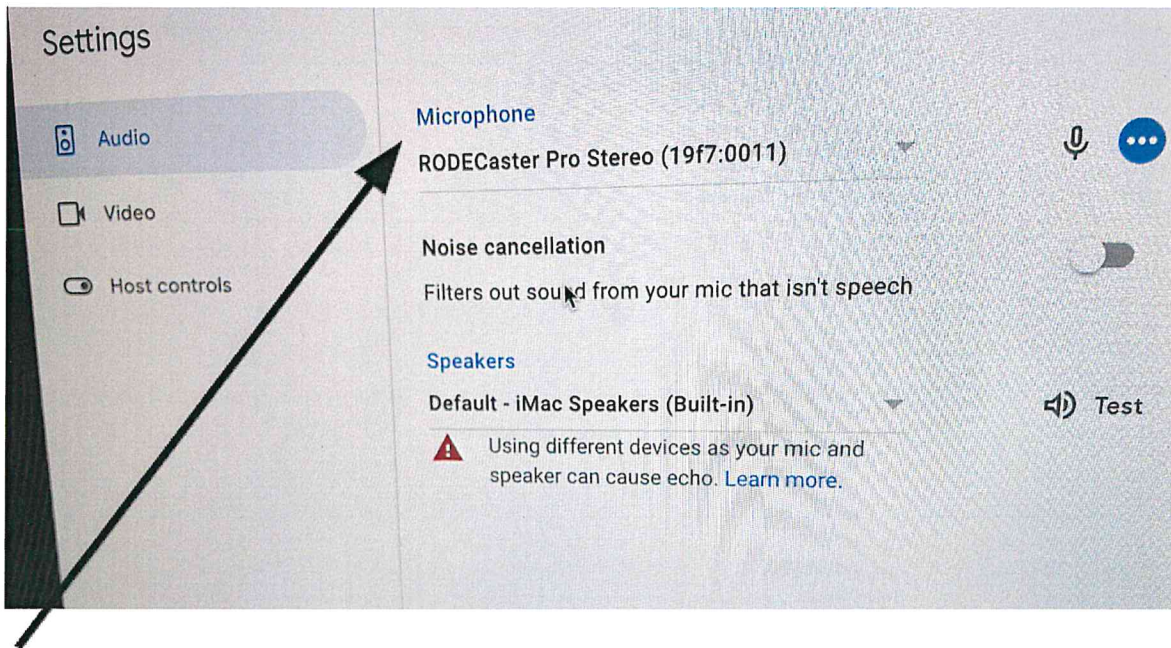 Settings
Audio
Video
Host controls
Microphone
RODECaster Pro Stereo (19f7:0011)
Noise cancellation
Filters out sound from your mic that isn't speech
Speakers
Default - iMac Speakers (Built-in)
Test
Using different devices as your mic and
speaker can cause echo. Learn more.